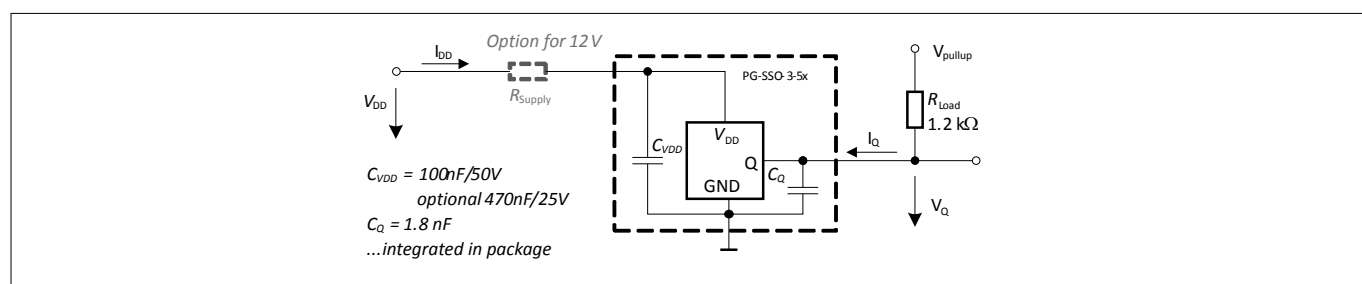 Option for 12V
I_DD
R_Supply
V_DD
C_VDD = 100nF/50V
optional 470nF/25V
C_Q = 1.8 nF
...integrated in package
PG-SSO-3-5x
C_VDD
V_DD
Q
GND
C_Q
I_Q
V_pullup
R_Load
1.2 kΩ
V_Q